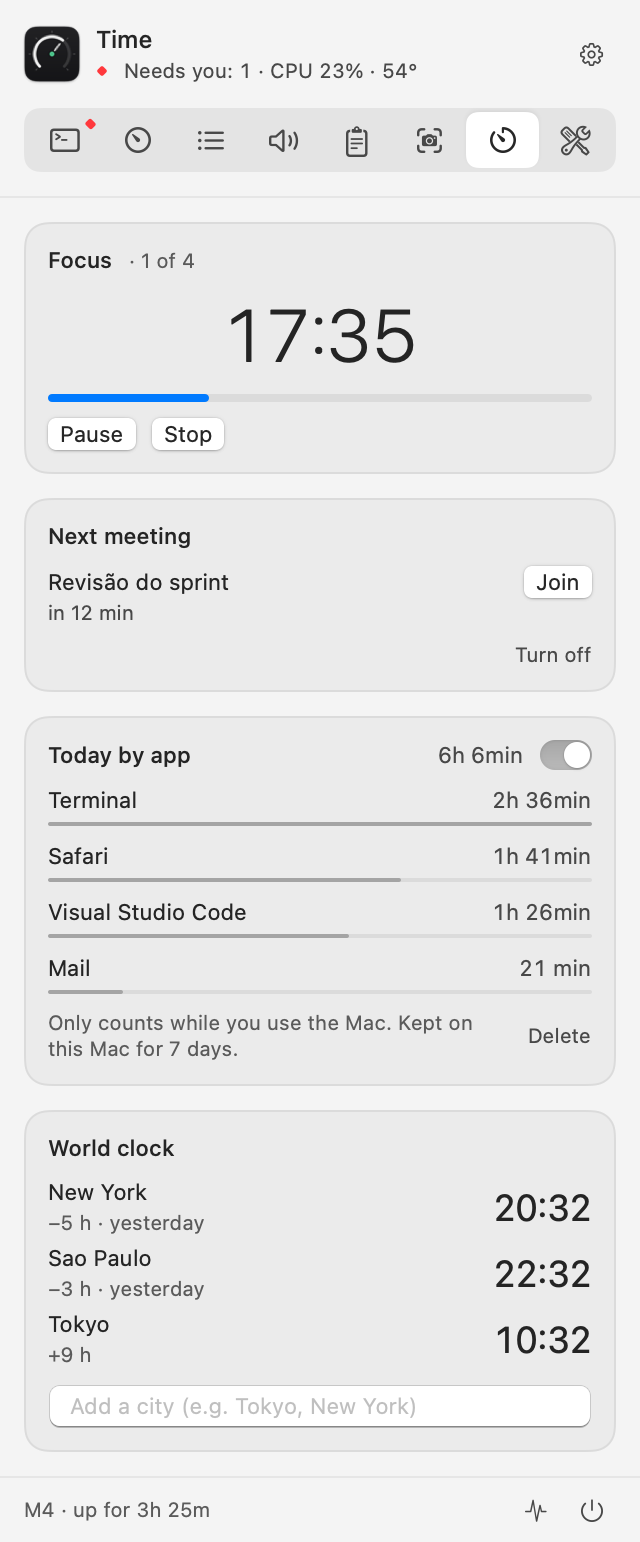 Time
Needs you: 1 · CPU 23% · 54°
Focus · 1 of 4
17:35
Pause Stop
Next meeting
Revisão do sprint Join
in 12 min
Turn off
Today by app 6h 6min
Terminal 2h 36min
Safari 1h 41min
Visual Studio Code 1h 26min
Mail 21 min
Only counts while you use the Mac. Kept on
this Mac for 7 days.
Delete
World clock
New York 20:32
−5 h · yesterday
Sao Paulo 22:32
−3 h · yesterday
Tokyo 10:32
+9 h
Add a city (e.g. Tokyo, New York)
M4 · up for 3h 25m